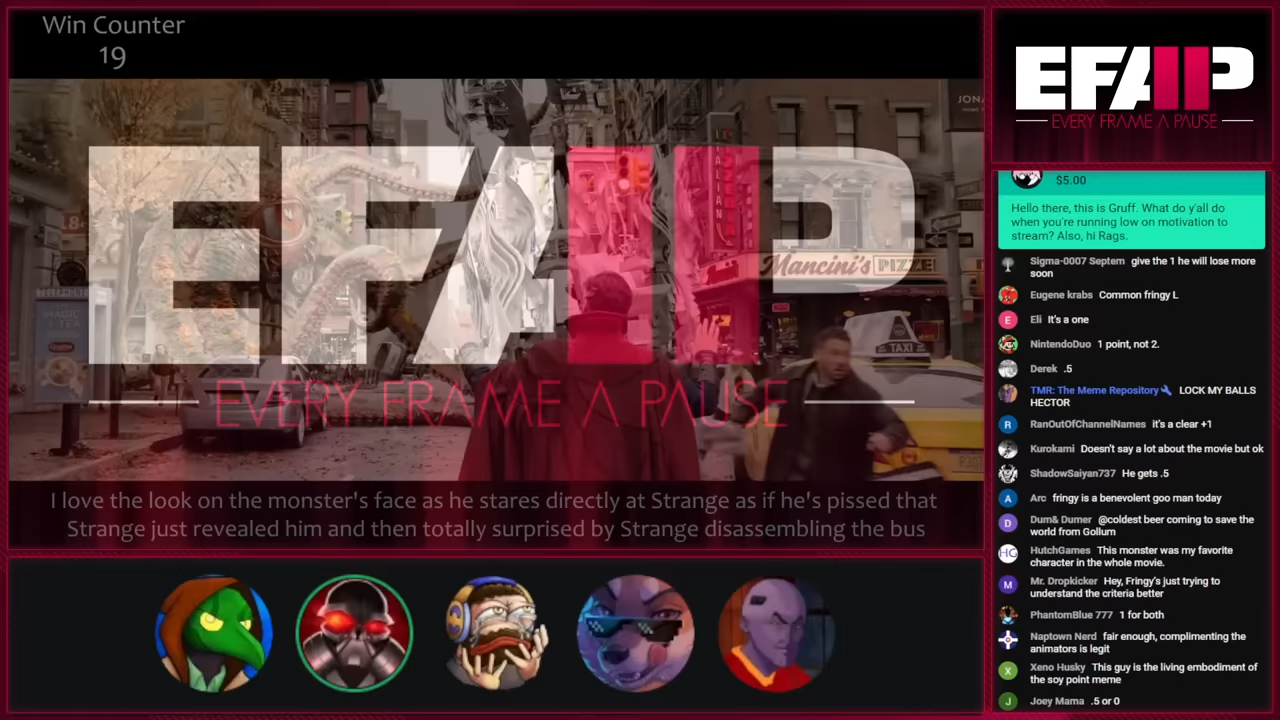 Win Counter
19
EFAP
EVERY FRAME A PAUSE
JONA
TELEPHONE
MAGIC
TEA
ITALIAN
PIZZERIA
Mancini's PIZZE
TAXI
I love the look on the monster's face as he stares directly at Strange as if he's pissed that
Strange just revealed him and then totally surprised by Strange disassembling the bus
EFAP
EVERY FRAME A PAUSE
$5.00
Hello there, this is Gruff. What do y'all do
when you're running low on motivation to
stream? Also, hi Rags.
Sigma-0007 Septem give the 1 he will lose more
soon
Eugene krabs Common fringy L
Eli It's a one
NintendoDuo 1 point, not 2.
Derek .5
TMR: The Meme Repository LOCK MY BALLS
HECTOR
RanOutOfChannelNames it's a clear +1
Kurokami Doesn't say a lot about the movie but ok
ShadowSaiyan737 He gets .5
Arc fringy is a benevolent goo man today
Dum& Dumer @coldest beer coming to save the
world from Gollum
HutchGames This monster was my favorite
character in the whole movie.
Mr. Dropkicker Hey, Fringy's just trying to
understand the criteria better
PhantomBlue 777 1 for both
Naptown Nerd fair enough, complimenting the
animators is legit
Xeno Husky This guy is the living embodiment of
the soy point meme
Joey Mama .5 or 0